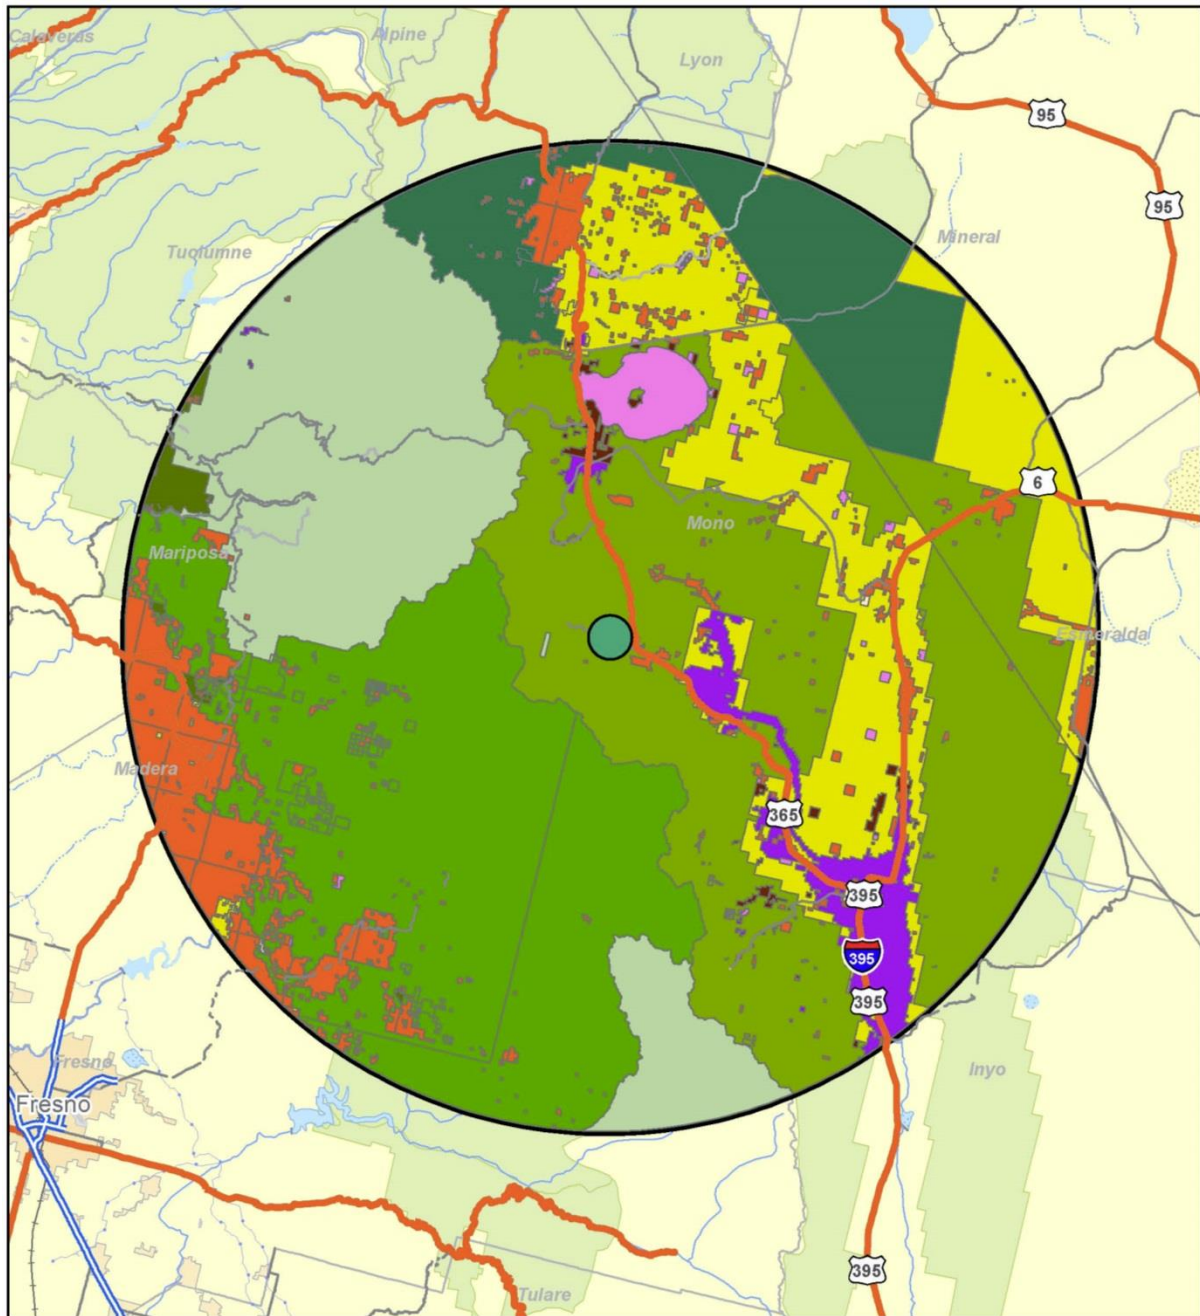 Calaveras
Alpine
Lyon
95
95
Tuolumne
Mineral
6
Mono
Mariposa
Esmeralda
Madera
365
395
395
395
Fresno
Inyo
Fresno
395
Tulare